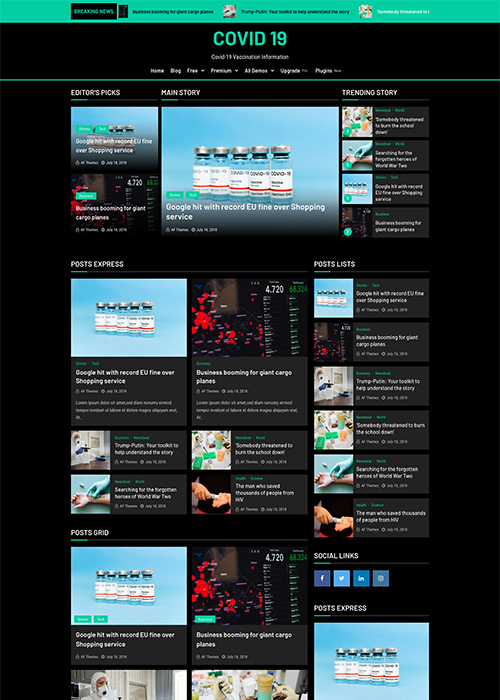 BREAKING NEWS
Business booming for giant cargo planes
Trump-Putin: Your toolkit to help understand the story
'Somebody threatened to
COVID 19
Covid-19 Vaccination Information
Home Blog Free Premium All Demos Upgrade Pro Plugins New
EDITOR'S PICKS
Stories Tech
Google hit with record EU fine over Shopping service
AF Themes July 18, 2018
Business
Business booming for giant cargo planes
AF Themes July 18, 2018
MAIN STORY
COVID-19
Vaccine
Stories Tech
Google hit with record EU fine over Shopping
service
AF Themes July 18, 2018
TRENDING STORY
Newsbeat World
'Somebody threatened
to burn the school
down'
Newsbeat World
Searching for the
forgotten heroes of
World War Two
Stories Tech
Google hit with record
EU fine over Shopping
service
1
Business
Business booming for
giant cargo planes
2
POSTS EXPRESS
Stories Tech
Google hit with record EU fine over
Shopping service
AF Themes July 18, 2018
Lorem ipsum dolor sit amet,sed diam nonumy eirmod
tempor invidunt ut labore et dolore magna aliquyam erat,
At...
4.720 68.324
Business
Business booming for giant cargo
planes
AF Themes July 18, 2018
Lorem ipsum dolor sit amet,sed diam nonumy eirmod
tempor invidunt ut labore et dolore magna aliquyam erat,
At...
Business Newsbeat
Trump-Putin: Your toolkit to
help understand the story
AF Themes July 18, 2018
Newsbeat World
'Somebody threatened to
burn the school down'
AF Themes July 18, 2018
Newsbeat World
Searching for the forgotten
heroes of World War Two
AF Themes July 18, 2018
Health Science
The man who saved
thousands of people from
HIV
AF Themes July 18, 2018
POSTS LISTS
Stories Tech
Google hit with record EU
fine over Shopping service
AF Themes July 18, 2018
Business
Business booming for giant
cargo planes
AF Themes July 18, 2018
Business Newsbeat
Trump-Putin: Your toolkit to
help understand the story
AF Themes July 18, 2018
Newsbeat World
'Somebody threatened to
burn the school down'
AF Themes July 18, 2018
Newsbeat World
Searching for the forgotten
heroes of World War Two
AF Themes July 18, 2018
Health Science
The man who saved
thousands of people from HIV
AF Themes July 18, 2018
POSTS GRID
Stories Tech
Google hit with record EU fine over
Shopping service
AF Themes July 18, 2018
4.720 68.324
Business
Business booming for giant cargo
planes
AF Themes July 18, 2018
SOCIAL LINKS
POSTS EXPRESS